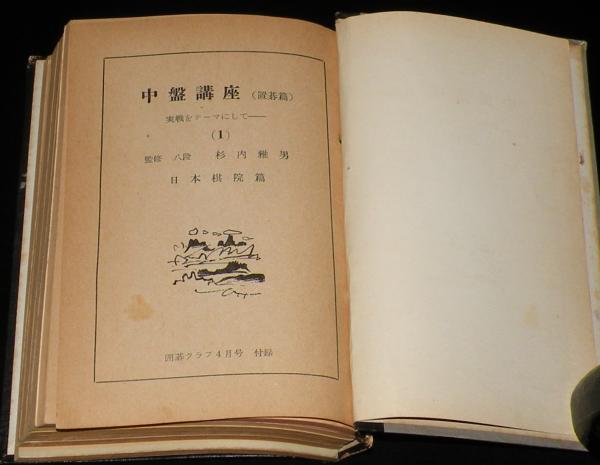 中盤講座（置碁篇）
実戦をテーマにして──
(1)
監修 八段 杉内雅男
日本棋院篇
囲碁クラブ4月号 付録